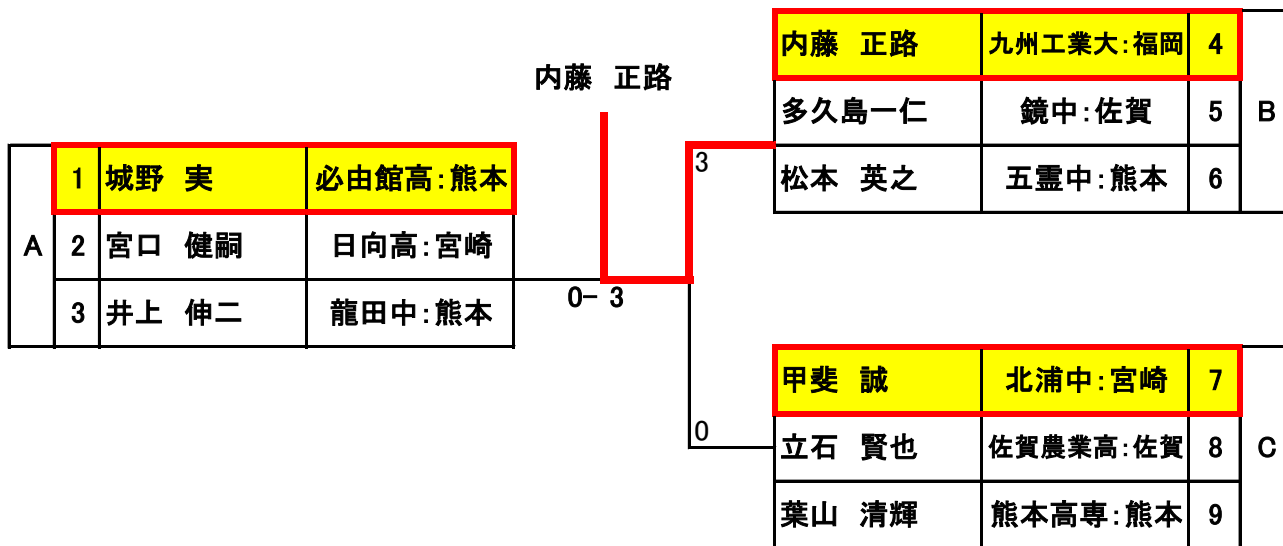 内藤 正路
A
1 城野 実 必由館高:熊本
2 宮口 健嗣 日向高:宮崎
3 井上 伸二 龍田中:熊本
0- 3
3
0
内藤 正路 九州工業大:福岡 4
多久島一仁 鏡中:佐賀 5
松本 英之 五霊中:熊本 6
B
甲斐 誠 北浦中:宮崎 7
立石 賢也 佐賀農業高:佐賀 8
葉山 清輝 熊本高専:熊本 9
C